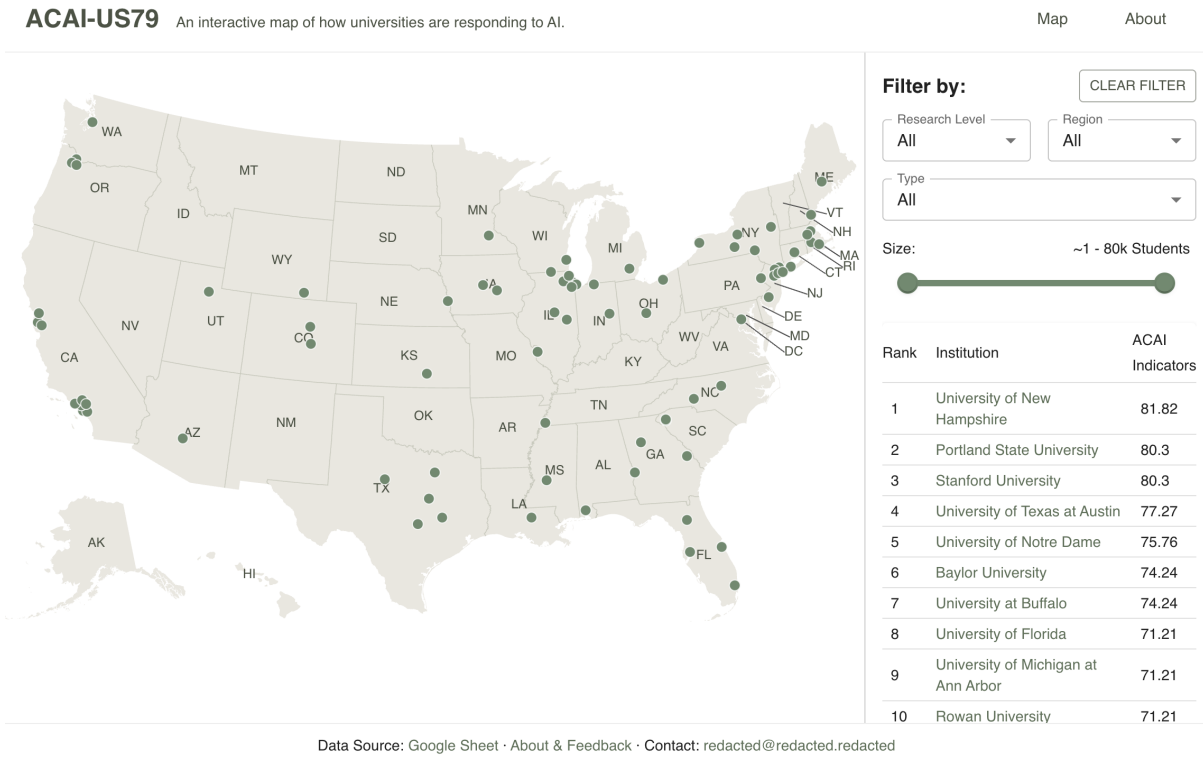 ACAI-US79 An interactive map of how universities are responding to AI. Map About
WA
MT
ND
OR
MN
ID
SD
WI
MI
NY
ME
VT
NH
MA
RI
CT
WY
PA
NJ
NE
IA
OH
NV
UT
IL
IN
DE
MD
DC
CO
WV
VA
CA
KS
MO
KY
NC
AZ
NM
OK
AR
TN
SC
TX
MS
AL
GA
LA
AK
HI
FL
Filter by: CLEAR FILTER
Research Level
All
Region
All
Type
All
Size: ~1 - 80k Students
Rank Institution ACAI
Indicators
1 University of New
Hampshire 81.82
2 Portland State University 80.3
3 Stanford University 80.3
4 University of Texas at Austin 77.27
5 University of Notre Dame 75.76
6 Baylor University 74.24
7 University at Buffalo 74.24
8 University of Florida 71.21
9 University of Michigan at
Ann Arbor 71.21
10 Rowan University 71.21
Data Source: Google Sheet · About & Feedback · Contact: redacted@redacted.redacted